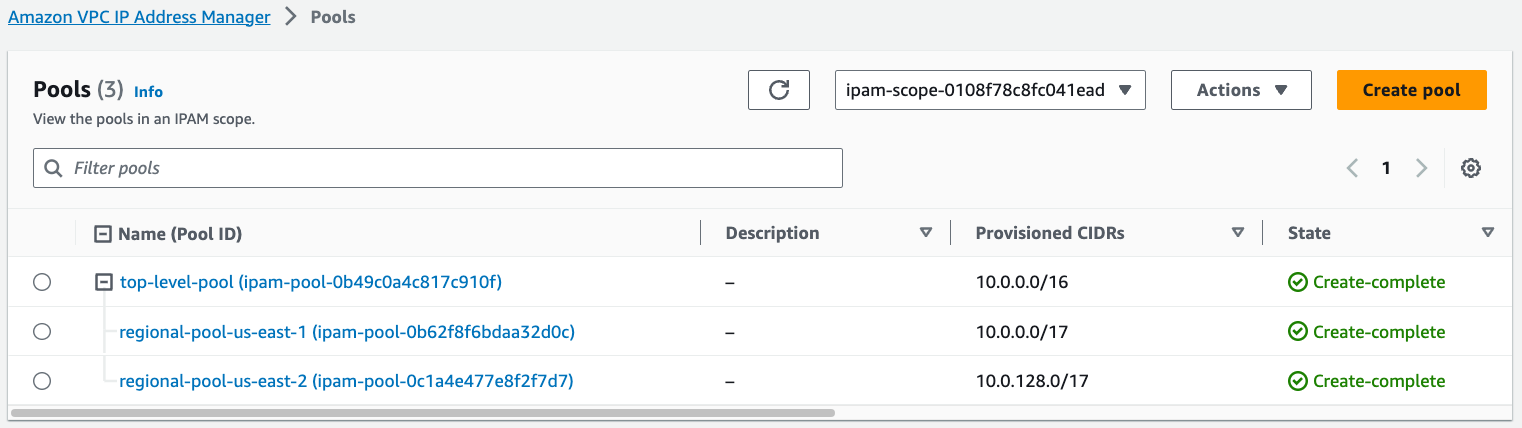 Amazon VPC IP Address Manager > Pools
Pools (3) Info
ipam-scope-0108f78c8fc041ead
Actions
Create pool
View the pools in an IPAM scope.
Filter pools
1
Name (Pool ID) Description Provisioned CIDRs State
top-level-pool (ipam-pool-0b49c0a4c817c910f) – 10.0.0.0/16 Create-complete
regional-pool-us-east-1 (ipam-pool-0b62f8f6bdaa32d0c) – 10.0.0.0/17 Create-complete
regional-pool-us-east-2 (ipam-pool-0c1a4e477e8f2f7d7) – 10.0.128.0/17 Create-complete